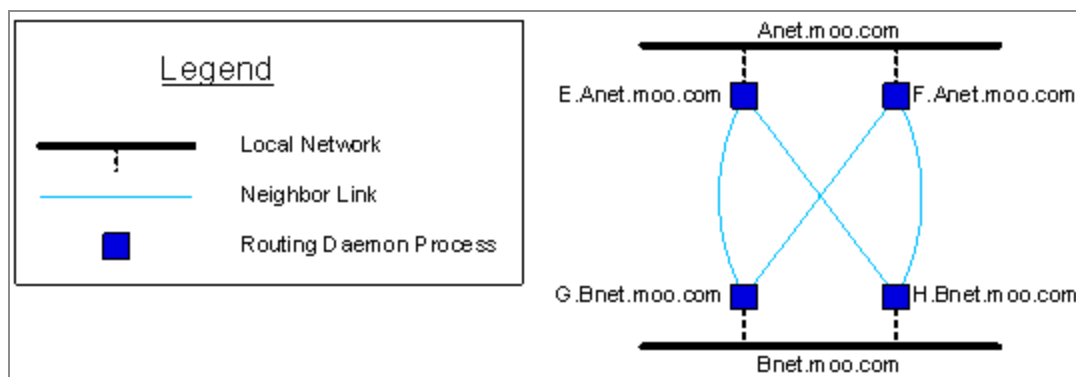 Legend
Local Network
Neighbor Link
Routing Daemon Process
Anet.moo.com
E.Anet.moo.com
F.Anet.moo.com
G.Bnet.moo.com
H.Bnet.moo.com
Bnet.moo.com